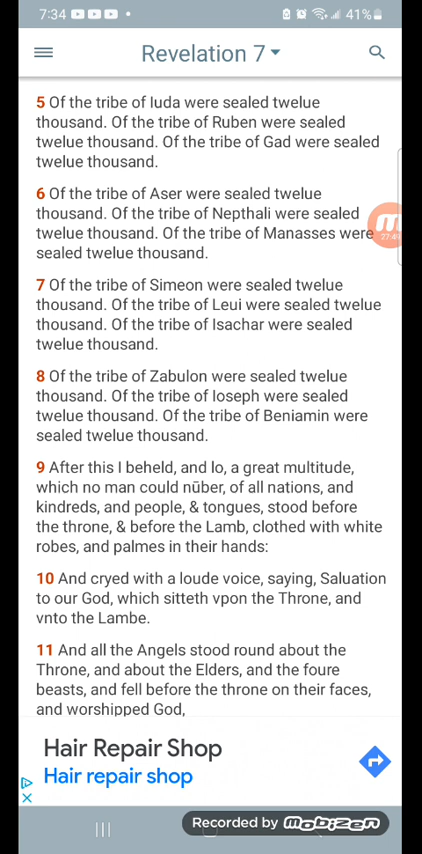 7:34 41%
Revelation 7
5 Of the tribe of Iuda were sealed twelue
thousand. Of the tribe of Ruben were sealed
twelue thousand. Of the tribe of Gad were sealed
twelue thousand.
6 Of the tribe of Aser were sealed twelue
thousand. Of the tribe of Nepthali were sealed
twelue thousand. Of the tribe of Manasses were
sealed twelue thousand.
27:49
7 Of the tribe of Simeon were sealed twelue
thousand. Of the tribe of Leui were sealed twelue
thousand. Of the tribe of Isachar were sealed
twelue thousand.
8 Of the tribe of Zabulon were sealed twelue
thousand. Of the tribe of Ioseph were sealed
twelue thousand. Of the tribe of Beniamin were
sealed twelue thousand.
9 After this I beheld, and lo, a great multitude,
which no man could nūber, of all nations, and
kindreds, and people, & tongues, stood before
the throne, & before the Lamb, clothed with white
robes, and palmes in their hands:
10 And cryed with a loude voice, saying, Saluation
to our God, which sitteth vpon the Throne, and
vnto the Lambe.
11 And all the Angels stood round about the
Throne, and about the Elders, and the foure
beasts, and fell before the throne on their faces,
and worshipped God,
Hair Repair Shop
Hair repair shop
Recorded by mobizen